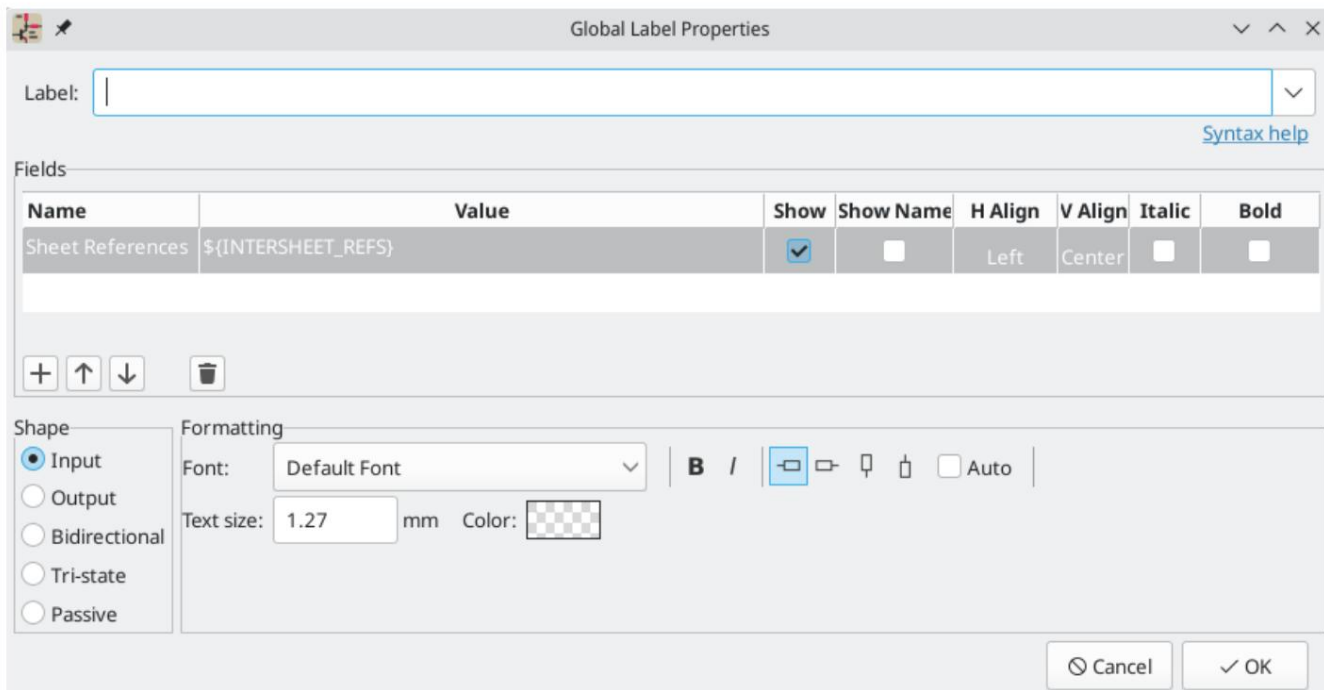 Global Label Properties
Label:
Syntax help
Fields
Name Value Show Show Name H Align V Align Italic Bold
Sheet References ${INTERSHEET_REFS} Left Center
Shape Formatting
Input Font: Default Font B I Auto
Output
Text size: 1.27 mm Color:
Bidirectional
Tri-state
Passive
Cancel OK